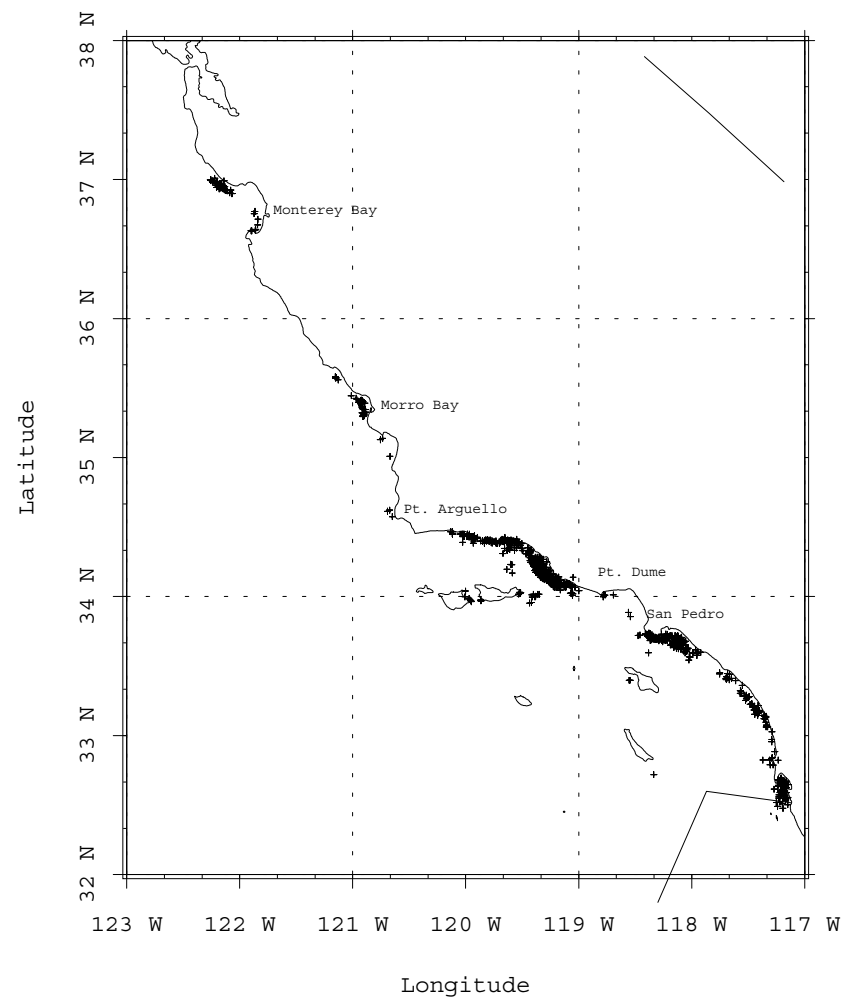 38 N
37 N
Monterey Bay
36 N
Morro Bay
35 N
Latitude
Pt. Arguello
34 N
Pt. Dume
San Pedro
33 N
32 N
123 W 122 W 121 W 120 W 119 W 118 W 117 W
Longitude